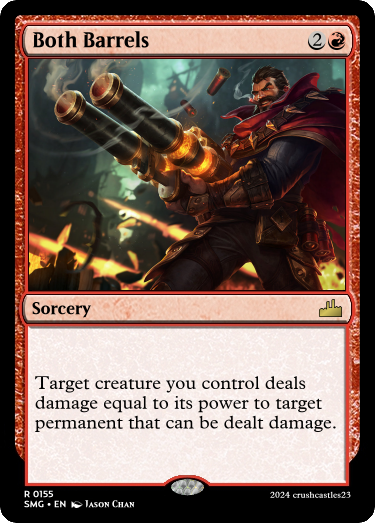 Both Barrels
2
Sorcery
Target creature you control deals
damage equal to its power to target
permanent that can be dealt damage.
R 0155
SMG • EN Jason Chan
2024 crushcastles23